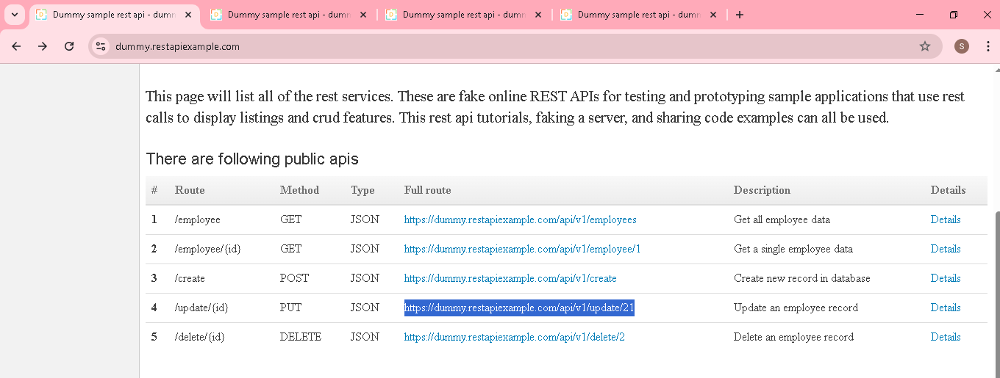 Dummy sample rest api - dumm
Dummy sample rest api - dumm
Dummy sample rest api - dumm
Dummy sample rest api - dumm
dummy.restapiexample.com
S
This page will list all of the rest services. These are fake online REST APIs for testing and prototyping sample applications that use rest
calls to display listings and crud features. This rest api tutorials, faking a server, and sharing code examples can all be used.
There are following public apis
# Route Method Type Full route Description Details
1 /employee GET JSON https://dummy.restapiexample.com/api/v1/employees Get all employee data Details
2 /employee/{id} GET JSON https://dummy.restapiexample.com/api/v1/employee/1 Get a single employee data Details
3 /create POST JSON https://dummy.restapiexample.com/api/v1/create Create new record in database Details
4 /update/{id} PUT JSON https://dummy.restapiexample.com/api/v1/update/21 Update an employee record Details
5 /delete/{id} DELETE JSON https://dummy.restapiexample.com/api/v1/delete/2 Delete an employee record Details